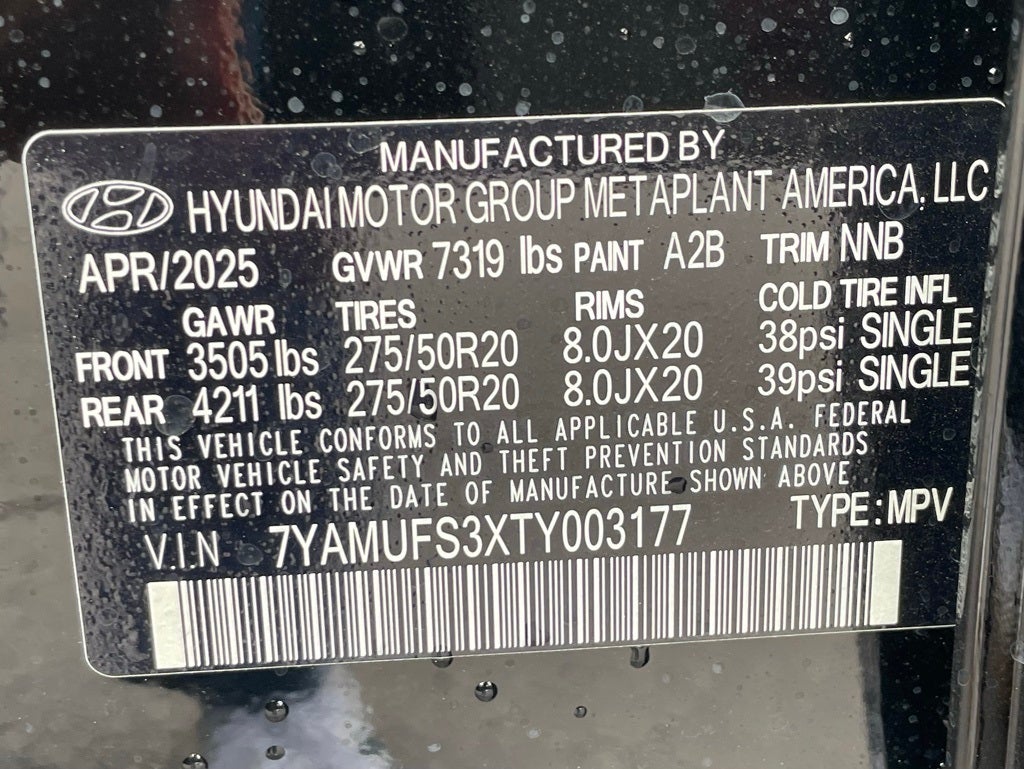 MANUFACTURED BY
HYUNDAI MOTOR GROUP METAPLANT AMERICA, LLC
APR/2025 GVWR 7319 lbs PAINT A2B TRIM NNB
GAWR TIRES RIMS COLD TIRE INFL
FRONT 3505 lbs 275/50R20 8.0JX20 38psi SINGLE
REAR 4211 lbs 275/50R20 8.0JX20 39psi SINGLE
THIS VEHICLE CONFORMS TO ALL APPLICABLE U.S.A. FEDERAL
MOTOR VEHICLE SAFETY AND THEFT PREVENTION STANDARDS
IN EFFECT ON THE DATE OF MANUFACTURE SHOWN ABOVE
VIN 7YAMUFS3XTY003177 TYPE: MPV